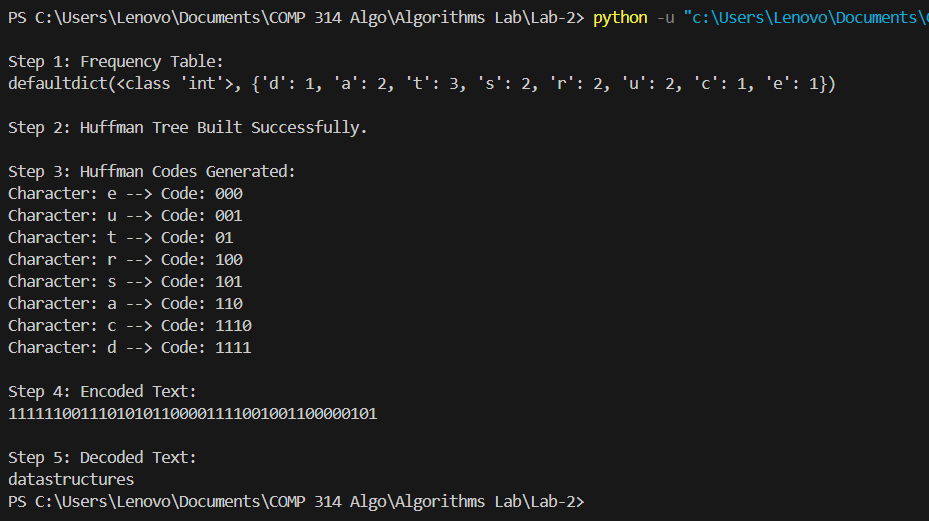 PS C:\Users\Lenovo\Documents\COMP 314 Algo\Algorithms Lab\Lab-2> python -u "c:\Users\Lenovo\Documents\
Step 1: Frequency Table:
defaultdict(<class 'int'>, {'d': 1, 'a': 2, 't': 3, 's': 2, 'r': 2, 'u': 2, 'c': 1, 'e': 1})
Step 2: Huffman Tree Built Successfully.
Step 3: Huffman Codes Generated:
Character: e --> Code: 000
Character: u --> Code: 001
Character: t --> Code: 01
Character: r --> Code: 100
Character: s --> Code: 101
Character: a --> Code: 110
Character: c --> Code: 1110
Character: d --> Code: 1111
Step 4: Encoded Text:
11111100111010101100001111001001100000101
Step 5: Decoded Text:
datastructures
PS C:\Users\Lenovo\Documents\COMP 314 Algo\Algorithms Lab\Lab-2>